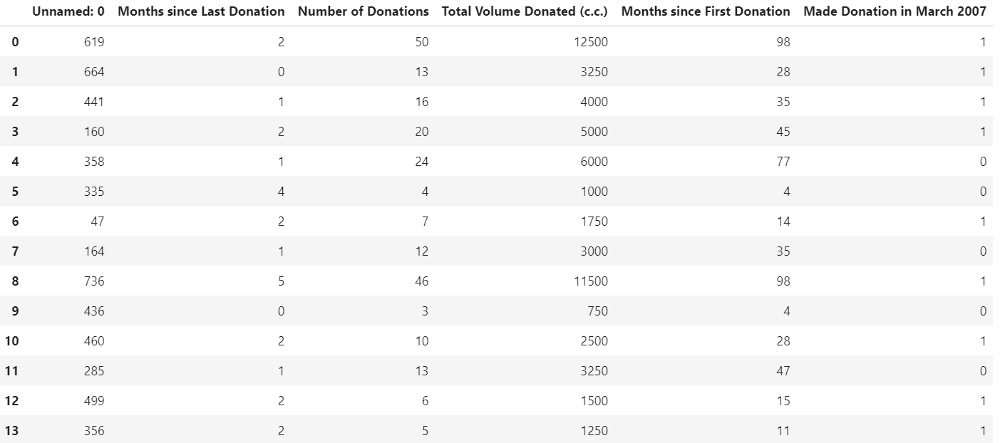 Unnamed: 0 Months since Last Donation Number of Donations Total Volume Donated (c.c.) Months since First Donation Made Donation in March 2007
0 619 2 50 12500 98 1
1 664 0 13 3250 28 1
2 441 1 16 4000 35 1
3 160 2 20 5000 45 1
4 358 1 24 6000 77 0
5 335 4 4 1000 4 0
6 47 2 7 1750 14 1
7 164 1 12 3000 35 0
8 736 5 46 11500 98 1
9 436 0 3 750 4 0
10 460 2 10 2500 28 1
11 285 1 13 3250 47 0
12 499 2 6 1500 15 1
13 356 2 5 1250 11 1